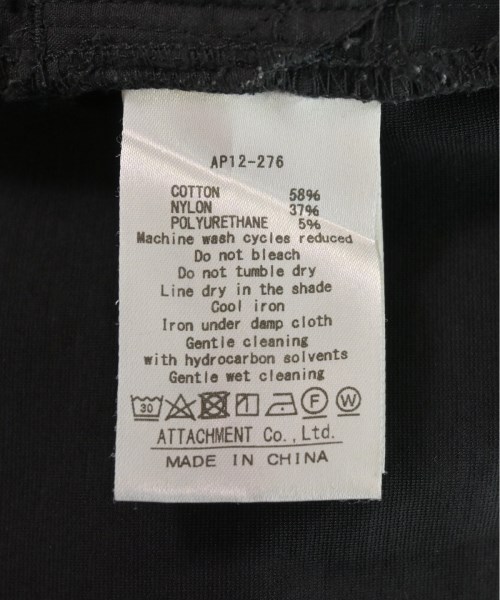 AP12-276
COTTON 58%
NYLON 37%
POLYURETHANE 5%
Machine wash cycles reduced
Do not bleach
Do not tumble dry
Line dry in the shade
Cool iron
Iron under damp cloth
Gentle cleaning
with hydrocarbon solvents
Gentle wet cleaning
30 F W
ATTACHMENT Co.,Ltd.
MADE IN CHINA